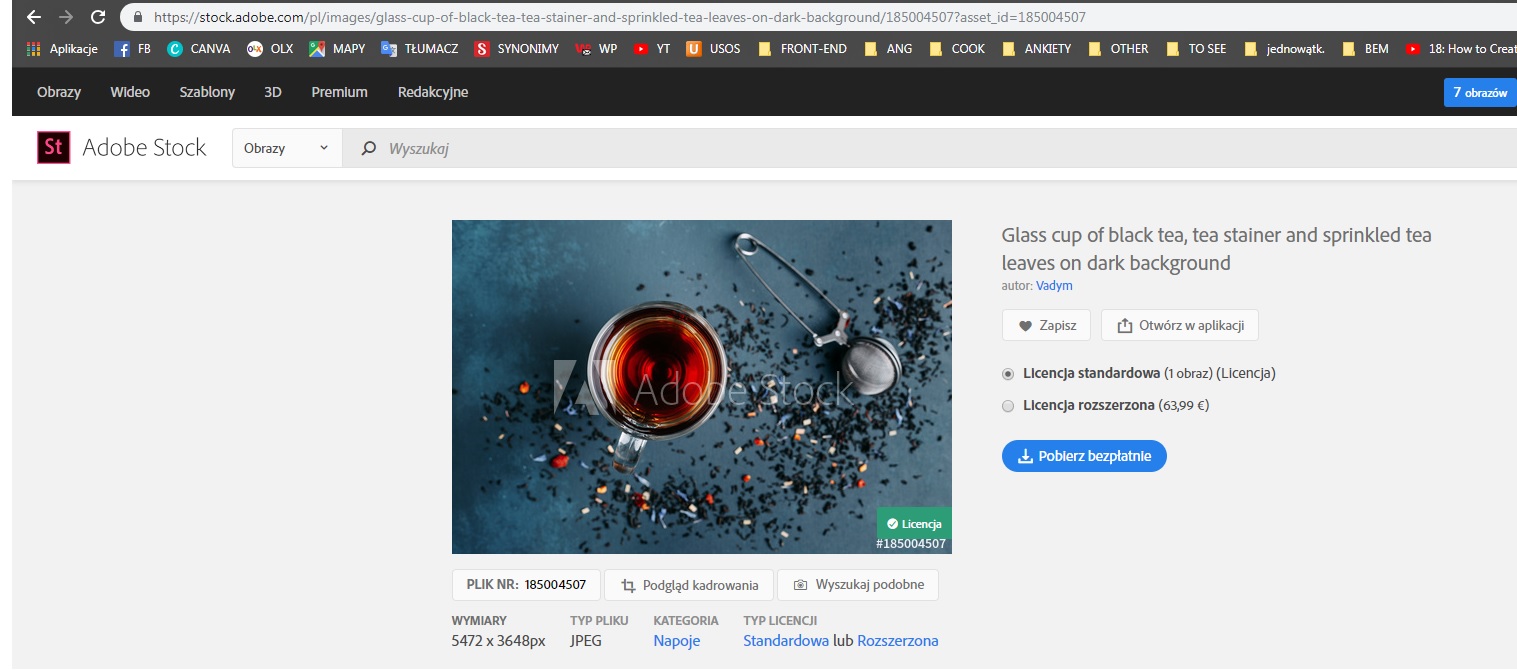 https://stock.adobe.com/pl/images/glass-cup-of-black-tea-tea-stainer-and-sprinkled-tea-leaves-on-dark-background/185004507?asset_id=185004507
Aplikacje FB CANVA OLX MAPY TŁUMACZ SYNONIMY WP YT USOS FRONT-END ANG COOK ANKIETY OTHER TO SEE jednowątk. BEM 18: How to Creat
Obrazy Wideo Szablony 3D Premium Redakcyjne 7 obrazów
St Adobe Stock Obrazy Wyszukaj
Glass cup of black tea, tea stainer and sprinkled tea
leaves on dark background
autor: Vadym
Zapisz Otwórz w aplikacji
Licencja standardowa (1 obraz) (Licencja)
Licencja rozszerzona (63,99 €)
Pobierz bezpłatnie
Adobe Stock
Licencja
#185004507
PLIK NR: 185004507 Podgląd kadrowania Wyszukaj podobne
WYMIARY TYP PLIKU KATEGORIA TYP LICENCJI
5472 x 3648px JPEG Napoje Standardowa lub Rozszerzona